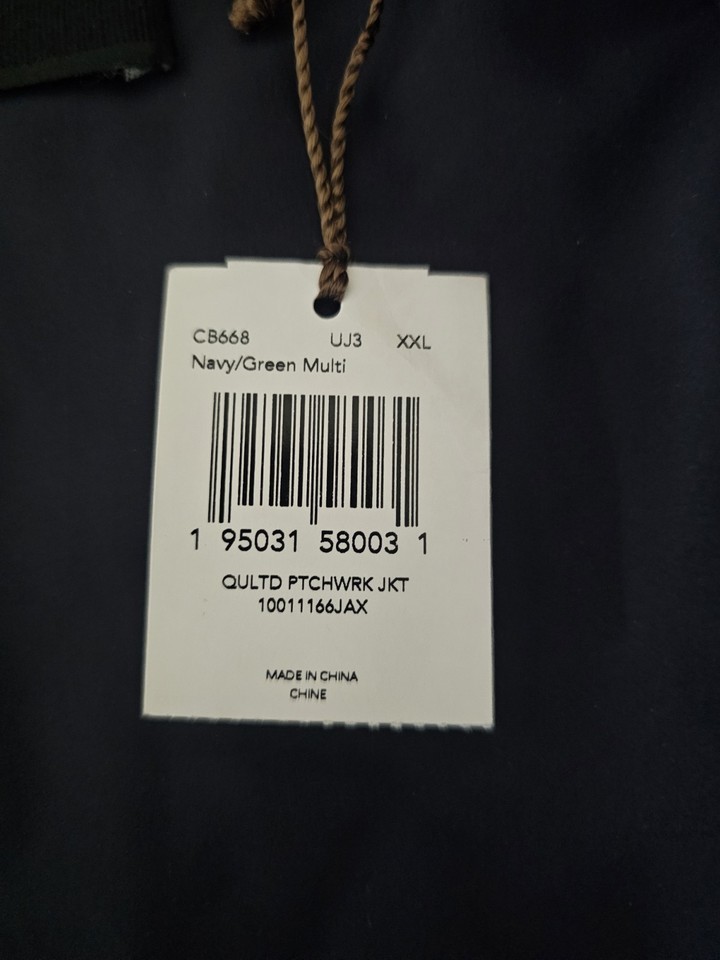 CB668 UJ3 XXL
Navy/Green Multi
1 95031 58003 1
QULTD PTCHWRK JKT
10011166JAX
MADE IN CHINA
CHINE